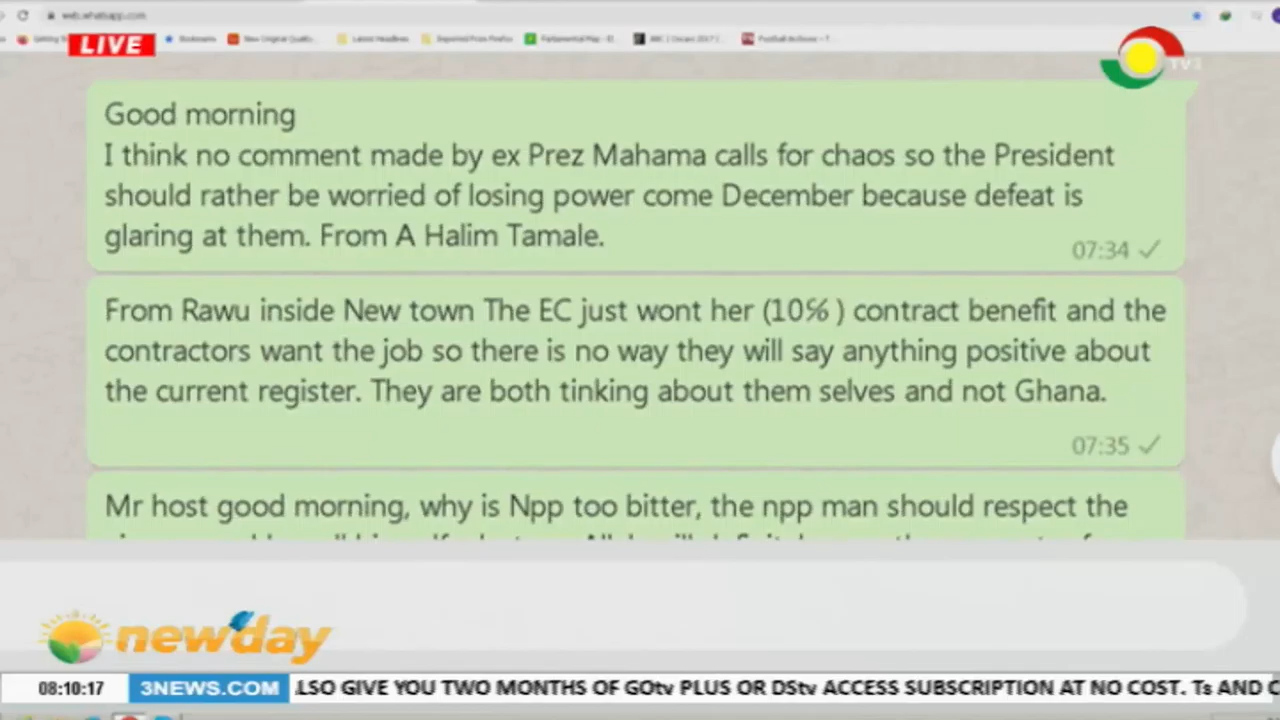 web.whatsapp.com
LIVE
Bookmarks
Latest Headlines
TV3
Good morning
I think no comment made by ex Prez Mahama calls for chaos so the President
should rather be worried of losing power come December because defeat is
glaring at them. From A Halim Tamale.
07:34
From Rawu inside New town The EC just wont her (10% ) contract benefit and the
contractors want the job so there is no way they will say anything positive about
the current register. They are both tinking about them selves and not Ghana.
07:35
Mr host good morning, why is Npp too bitter, the npp man should respect the
newday
08:10:17
3NEWS.COM
LSO GIVE YOU TWO MONTHS OF GOtv PLUS OR DStv ACCESS SUBSCRIPTION AT NO COST. Ts AND